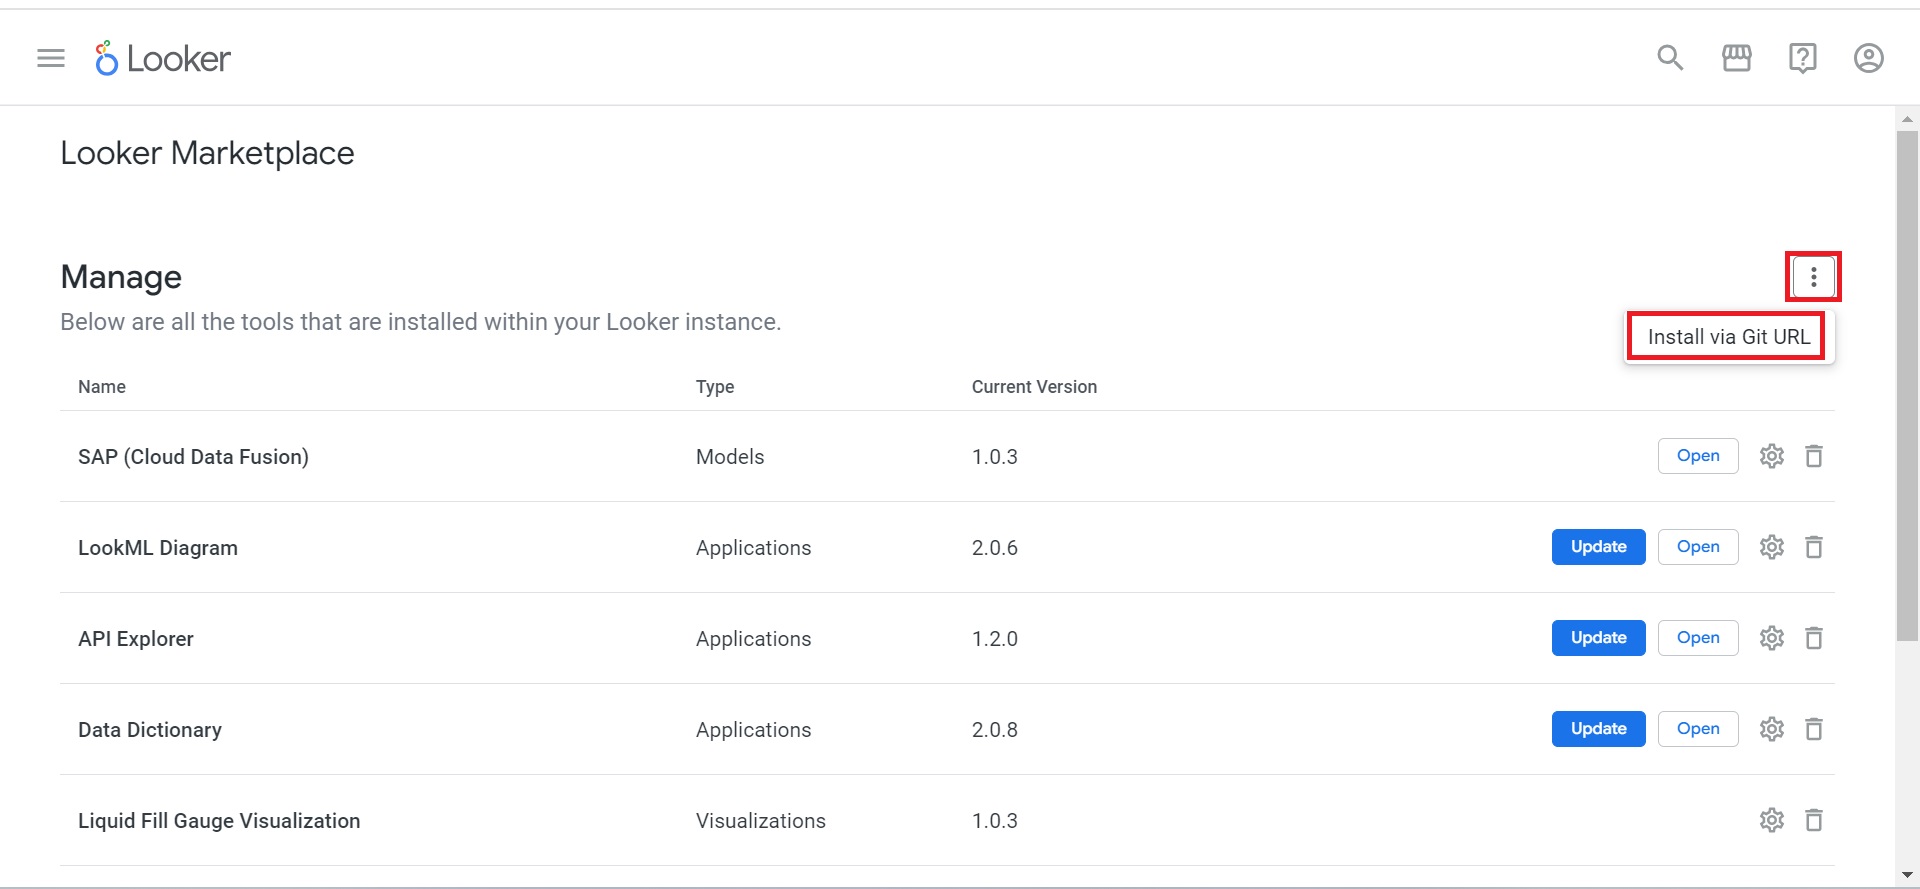 Looker
Looker Marketplace
Manage
Below are all the tools that are installed within your Looker instance.
Install via Git URL
Name Type Current Version
SAP (Cloud Data Fusion) Models 1.0.3 Open
LookML Diagram Applications 2.0.6 Update Open
API Explorer Applications 1.2.0 Update Open
Data Dictionary Applications 2.0.8 Update Open
Liquid Fill Gauge Visualization Visualizations 1.0.3